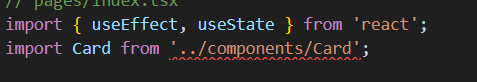 // pages/index.tsx
import { useEffect, useState } from 'react';
import Card from '../components/Card';